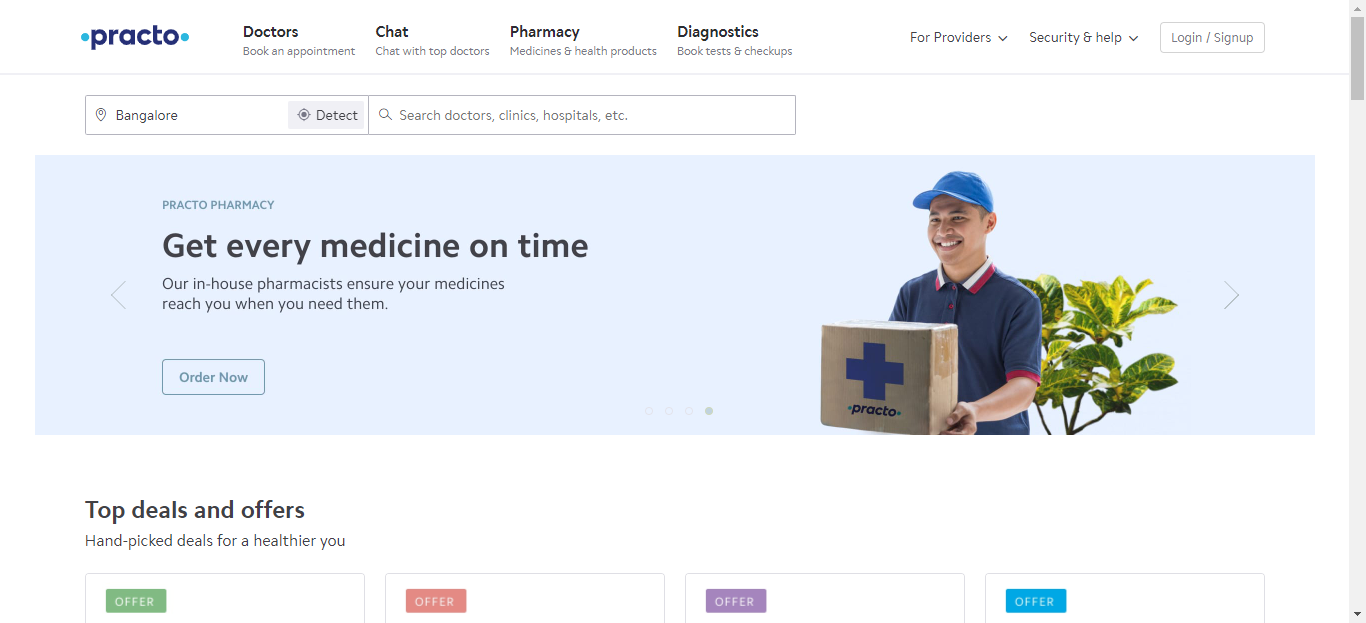 practo
Doctors
Book an appointment
Chat
Chat with top doctors
Pharmacy
Medicines & health products
Diagnostics
Book tests & checkups
For Providers
Security & help
Login / Signup
Bangalore
Detect
Search doctors, clinics, hospitals, etc.
PRACTO PHARMACY
Get every medicine on time
Our in-house pharmacists ensure your medicines
reach you when you need them.
Order Now
practo
Top deals and offers
Hand-picked deals for a healthier you
OFFER
OFFER
OFFER
OFFER